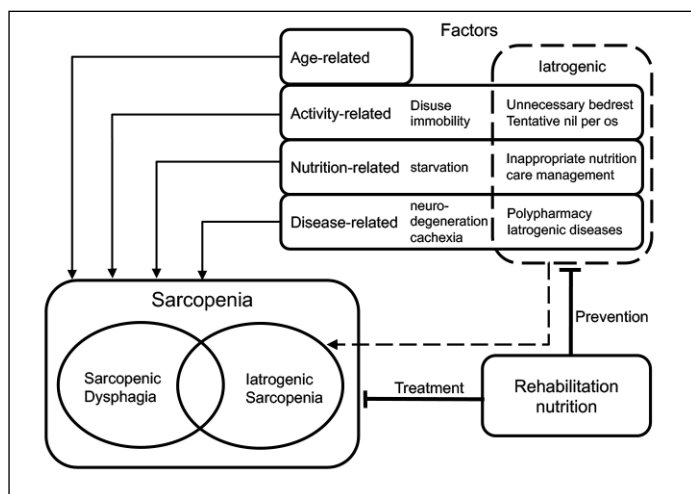 Factors
Age-related
Iatrogenic
Activity-related
Disuse
immobility
Unnecessary bedrest
Tentative nil per os
Nutrition-related
starvation
Inappropriate nutrition
care management
Disease-related
neuro-
degeneration
cachexia
Polypharmacy
Iatrogenic diseases
Sarcopenia
Sarcopenic
Dysphagia
Iatrogenic
Sarcopenia
Prevention
Treatment
Rehabilitation
nutrition